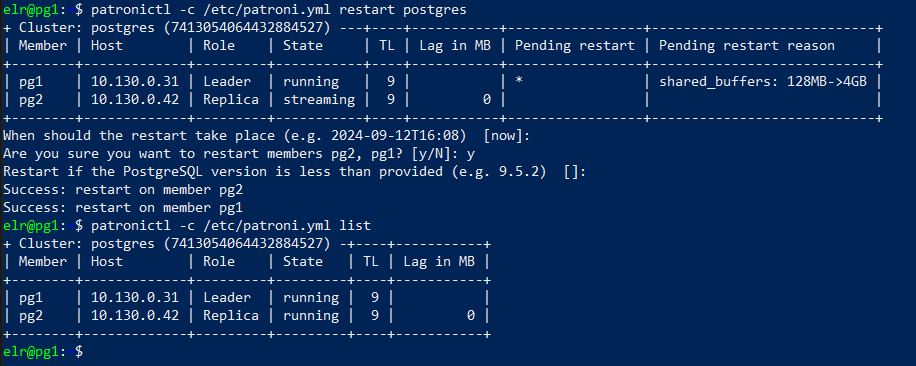 elr@pg1: $ patronictl -c /etc/patroni.yml restart postgres
+ Cluster: postgres (7413054064432884527) ---+----+-----------+-----------------+------------------------------+
| Member | Host        | Role    | State     | TL | Lag in MB | Pending restart | Pending restart reason       |
+--------+-------------+---------+-----------+----+-----------+-----------------+------------------------------+
| pg1    | 10.130.0.31 | Leader  | running   |  9 |           | *               | shared_buffers: 128MB->4GB |
| pg2    | 10.130.0.42 | Replica | streaming |  9 |         0 |                 |                              |
+--------+-------------+---------+-----------+----+-----------+-----------------+------------------------------+
When should the restart take place (e.g. 2024-09-12T16:08)  [now]:
Are you sure you want to restart members pg2, pg1? [y/N]: y
Restart if the PostgreSQL version is less than provided (e.g. 9.5.2)  []:
Success: restart on member pg2
Success: restart on member pg1
elr@pg1: $ patronictl -c /etc/patroni.yml list
+ Cluster: postgres (7413054064432884527) -+----+-----------+
| Member | Host        | Role    | State   | TL | Lag in MB |
+--------+-------------+---------+---------+----+-----------+
| pg1    | 10.130.0.31 | Leader  | running |  9 |           |
| pg2    | 10.130.0.42 | Replica | running |  9 |         0 |
+--------+-------------+---------+---------+----+-----------+
elr@pg1: $